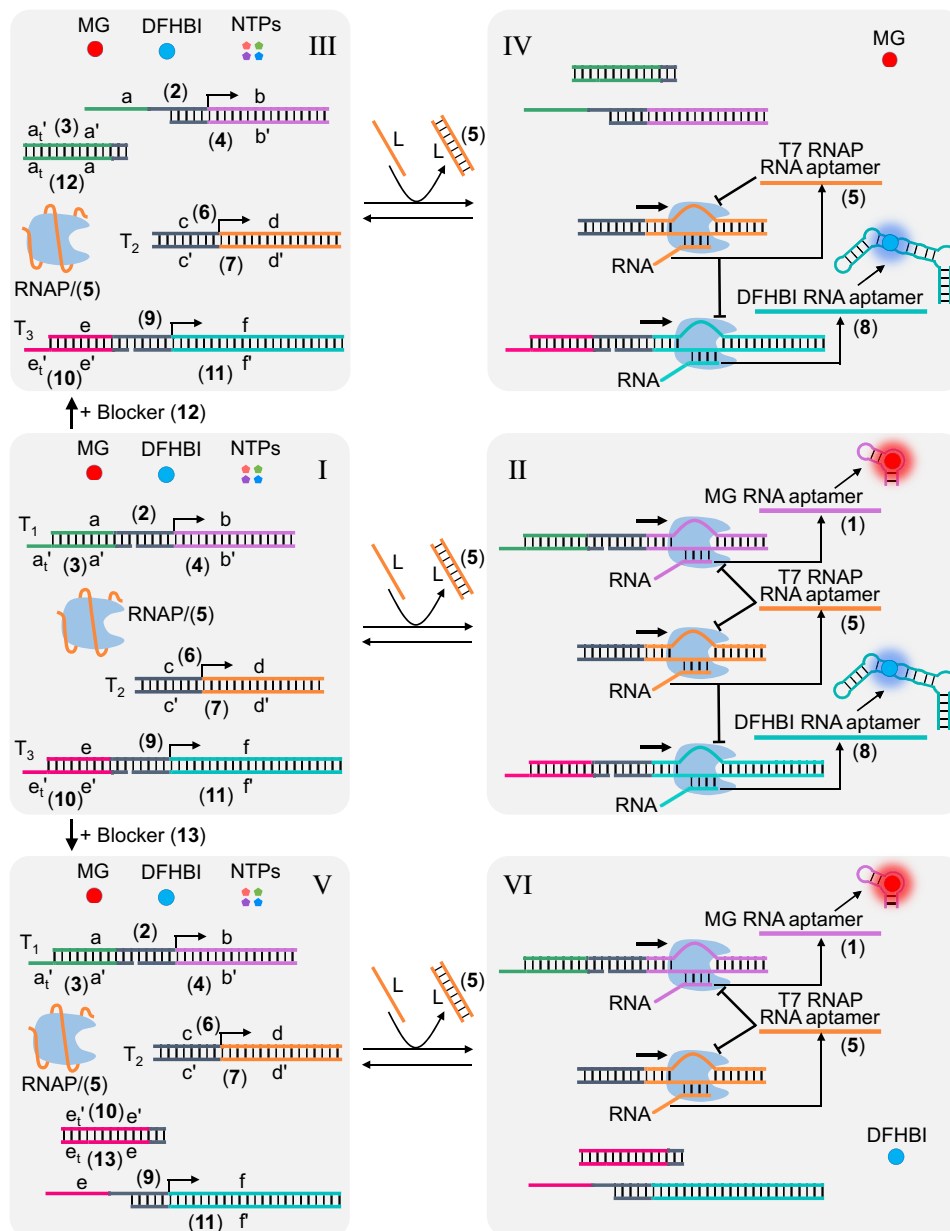 MG DFHBI NTPs III
a (2) b
(4) b'
at' (3) a'
at (12) a
c (6) d
T2
c' (7) d'
RNAP/(5)
T3 e (9) f
et' (10) e' (11) f'
L L (5)
IV MG
T7 RNAP
RNA aptamer
(5)
RNA
DFHBI RNA aptamer
(8)
RNA
+ Blocker (12)
MG DFHBI NTPs I
T1 a (2) b
at' (3) a' (4) b'
RNAP/(5)
c (6) d
T2
c' (7) d'
T3 e (9) f
et' (10) e' (11) f'
L L (5)
II
MG RNA aptamer
(1)
RNA
T7 RNAP
RNA aptamer
(5)
RNA
DFHBI RNA aptamer
(8)
RNA
+ Blocker (13)
MG DFHBI NTPs V
T1 a (2) b
at' (3) a' (4) b'
c (6) d
T2
c' (7) d'
RNAP/(5)
et' (10) e'
et (13) e
e (9) f
(11) f'
L L (5)
VI
MG RNA aptamer
(1)
RNA
T7 RNAP
RNA aptamer
(5)
RNA
DFHBI